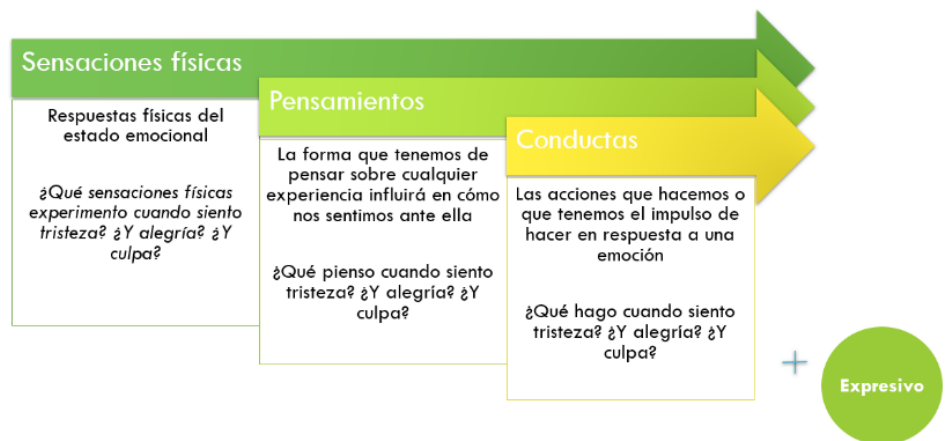 Sensaciones físicas
Respuestas físicas del
estado emocional
¿Qué sensaciones físicas
experimento cuando siento
tristeza? ¿Y alegría? ¿Y
culpa?
Pensamientos
La forma que tenemos de
pensar sobre cualquier
experiencia influirá en cómo
nos sentimos ante ella
¿Qué pienso cuando siento
tristeza? ¿Y alegría? ¿Y
culpa?
Conductas
Las acciones que hacemos o
que tenemos el impulso de
hacer en respuesta a una
emoción
¿Qué hago cuando siento
tristeza? ¿Y alegría? ¿Y
culpa?
+
Expresivo